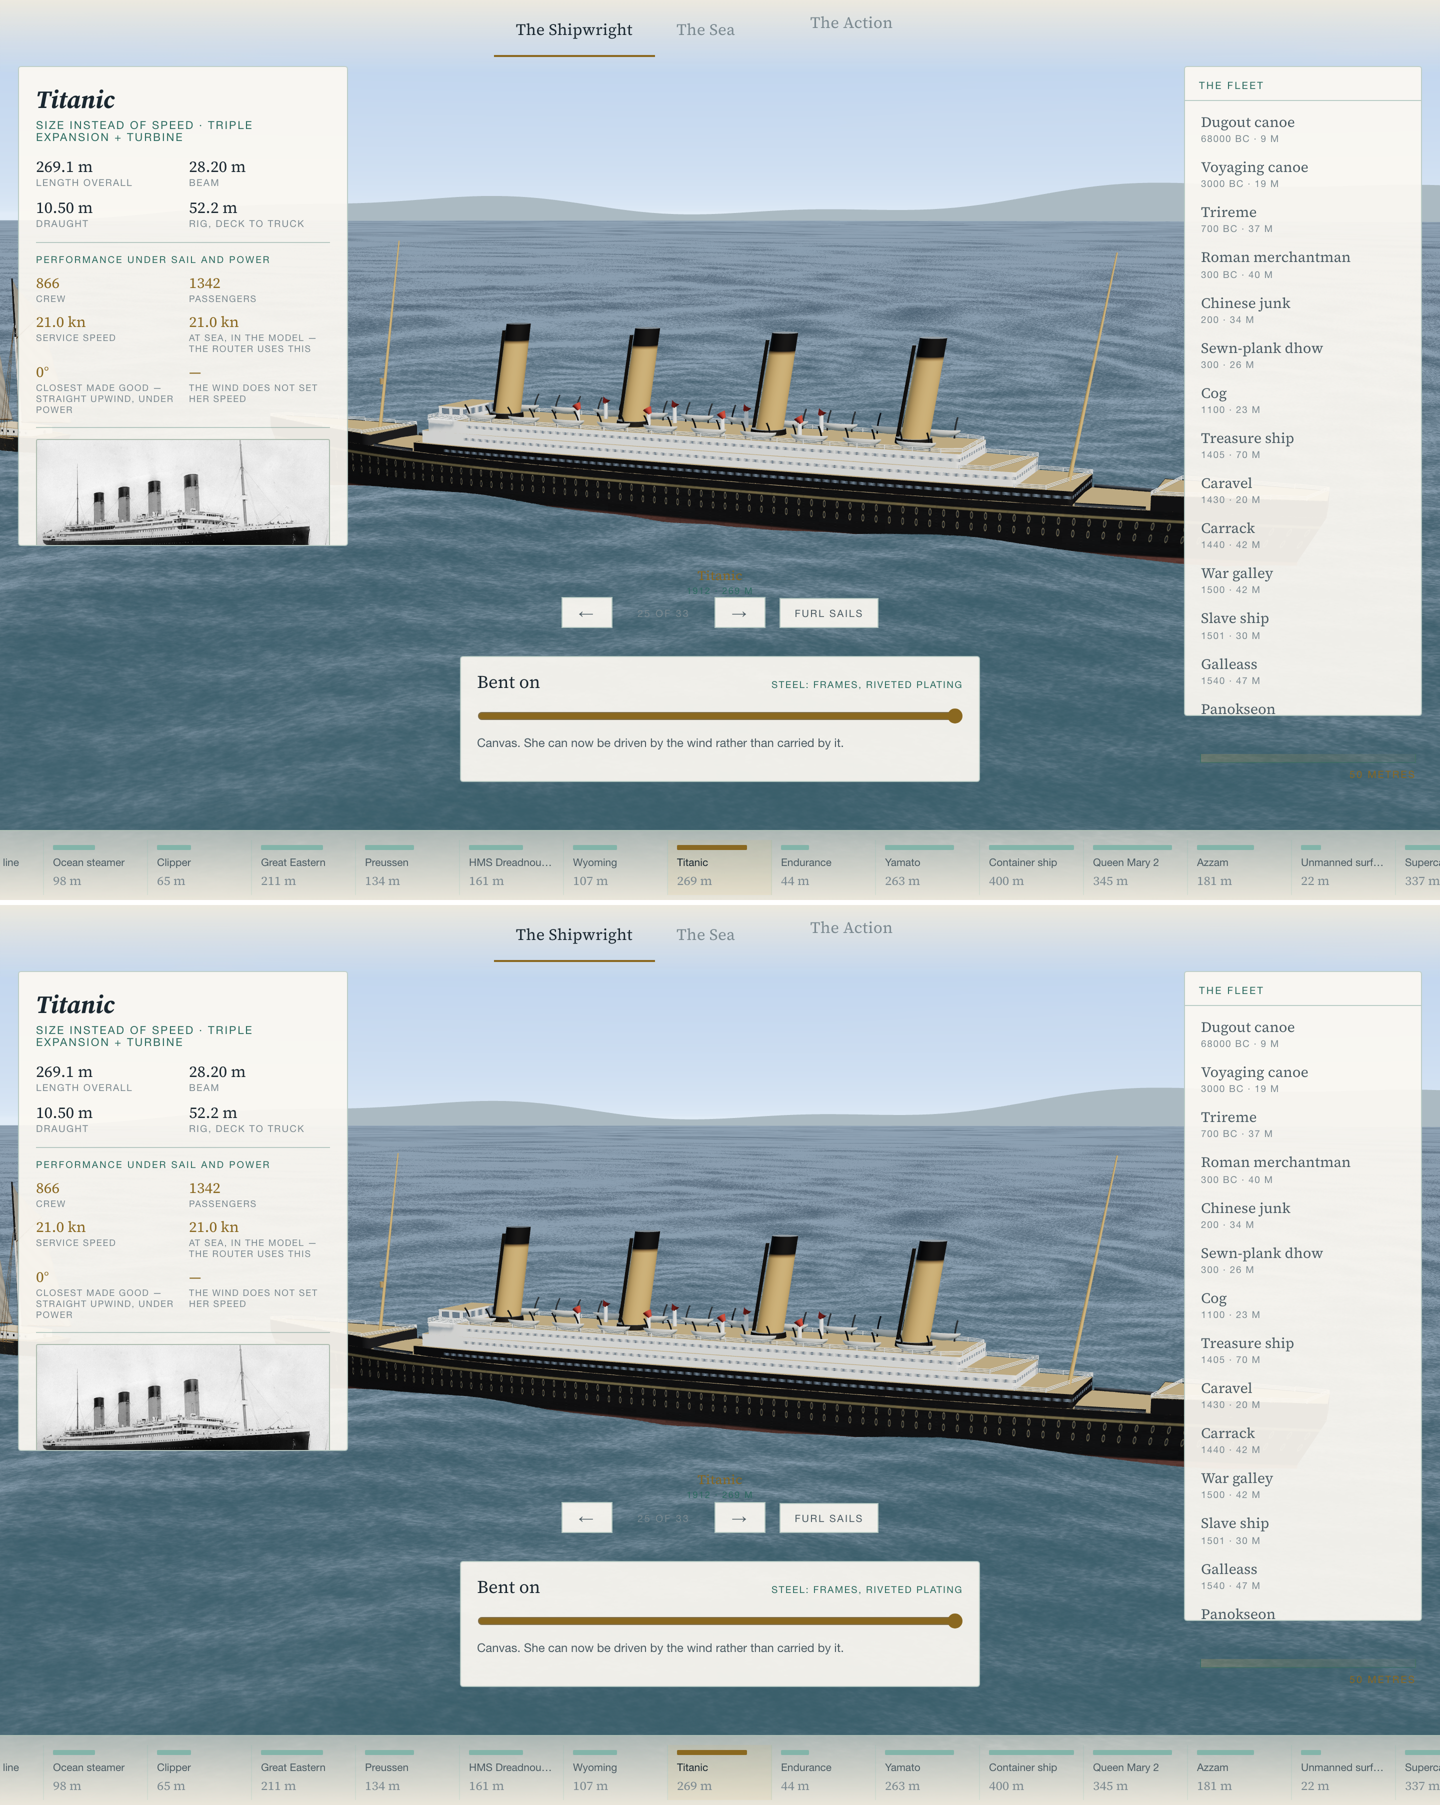 The Shipwright
The Sea
The Action
Titanic
SIZE INSTEAD OF SPEED · TRIPLE
EXPANSION + TURBINE
269.1 m
28.20 m
LENGTH OVERALL
BEAM
10.50 m
52.2 m
DRAUGHT
RIG, DECK TO TRUCK
PERFORMANCE UNDER SAIL AND POWER
866
1342
CREW
PASSENGERS
21.0 kn
21.0 kn
SERVICE SPEED
AT SEA, IN THE MODEL —
THE ROUTER USES THIS
0°
—
CLOSEST MADE GOOD —
STRAIGHT UPWIND, UNDER
POWER
THE WIND DOES NOT SET
HER SPEED
THE FLEET
Dugout canoe
68000 BC · 9 M
Voyaging canoe
3000 BC · 19 M
Trireme
700 BC · 37 M
Roman merchantman
300 BC · 40 M
Chinese junk
200 · 34 M
Sewn-plank dhow
300 · 26 M
Cog
1100 · 23 M
Treasure ship
1405 · 70 M
Caravel
1430 · 20 M
Carrack
1440 · 42 M
War galley
1500 · 42 M
Slave ship
1501 · 30 M
Galleass
1540 · 47 M
Panokseon
Titanic
1912 · 269 M
←
25 OF 33
→
FURL SAILS
Bent on
STEEL: FRAMES, RIVETED PLATING
Canvas. She can now be driven by the wind rather than carried by it.
50 METRES
line
Ocean steamer
98 m
Clipper
65 m
Great Eastern
211 m
Preussen
134 m
HMS Dreadnou…
161 m
Wyoming
107 m
Titanic
269 m
Endurance
44 m
Yamato
263 m
Container ship
400 m
Queen Mary 2
345 m
Azzam
181 m
Unmanned surf…
22 m
Superca
337 m
The Shipwright
The Sea
The Action
Titanic
SIZE INSTEAD OF SPEED · TRIPLE
EXPANSION + TURBINE
269.1 m
28.20 m
LENGTH OVERALL
BEAM
10.50 m
52.2 m
DRAUGHT
RIG, DECK TO TRUCK
PERFORMANCE UNDER SAIL AND POWER
866
1342
CREW
PASSENGERS
21.0 kn
21.0 kn
SERVICE SPEED
AT SEA, IN THE MODEL —
THE ROUTER USES THIS
0°
—
CLOSEST MADE GOOD —
STRAIGHT UPWIND, UNDER
POWER
THE WIND DOES NOT SET
HER SPEED
THE FLEET
Dugout canoe
68000 BC · 9 M
Voyaging canoe
3000 BC · 19 M
Trireme
700 BC · 37 M
Roman merchantman
300 BC · 40 M
Chinese junk
200 · 34 M
Sewn-plank dhow
300 · 26 M
Cog
1100 · 23 M
Treasure ship
1405 · 70 M
Caravel
1430 · 20 M
Carrack
1440 · 42 M
War galley
1500 · 42 M
Slave ship
1501 · 30 M
Galleass
1540 · 47 M
Panokseon
Titanic
1912 · 269 M
←
25 OF 33
→
FURL SAILS
Bent on
STEEL: FRAMES, RIVETED PLATING
Canvas. She can now be driven by the wind rather than carried by it.
50 METRES
line
Ocean steamer
98 m
Clipper
65 m
Great Eastern
211 m
Preussen
134 m
HMS Dreadnou…
161 m
Wyoming
107 m
Titanic
269 m
Endurance
44 m
Yamato
263 m
Container ship
400 m
Queen Mary 2
345 m
Azzam
181 m
Unmanned surf…
22 m
Superca
337 m